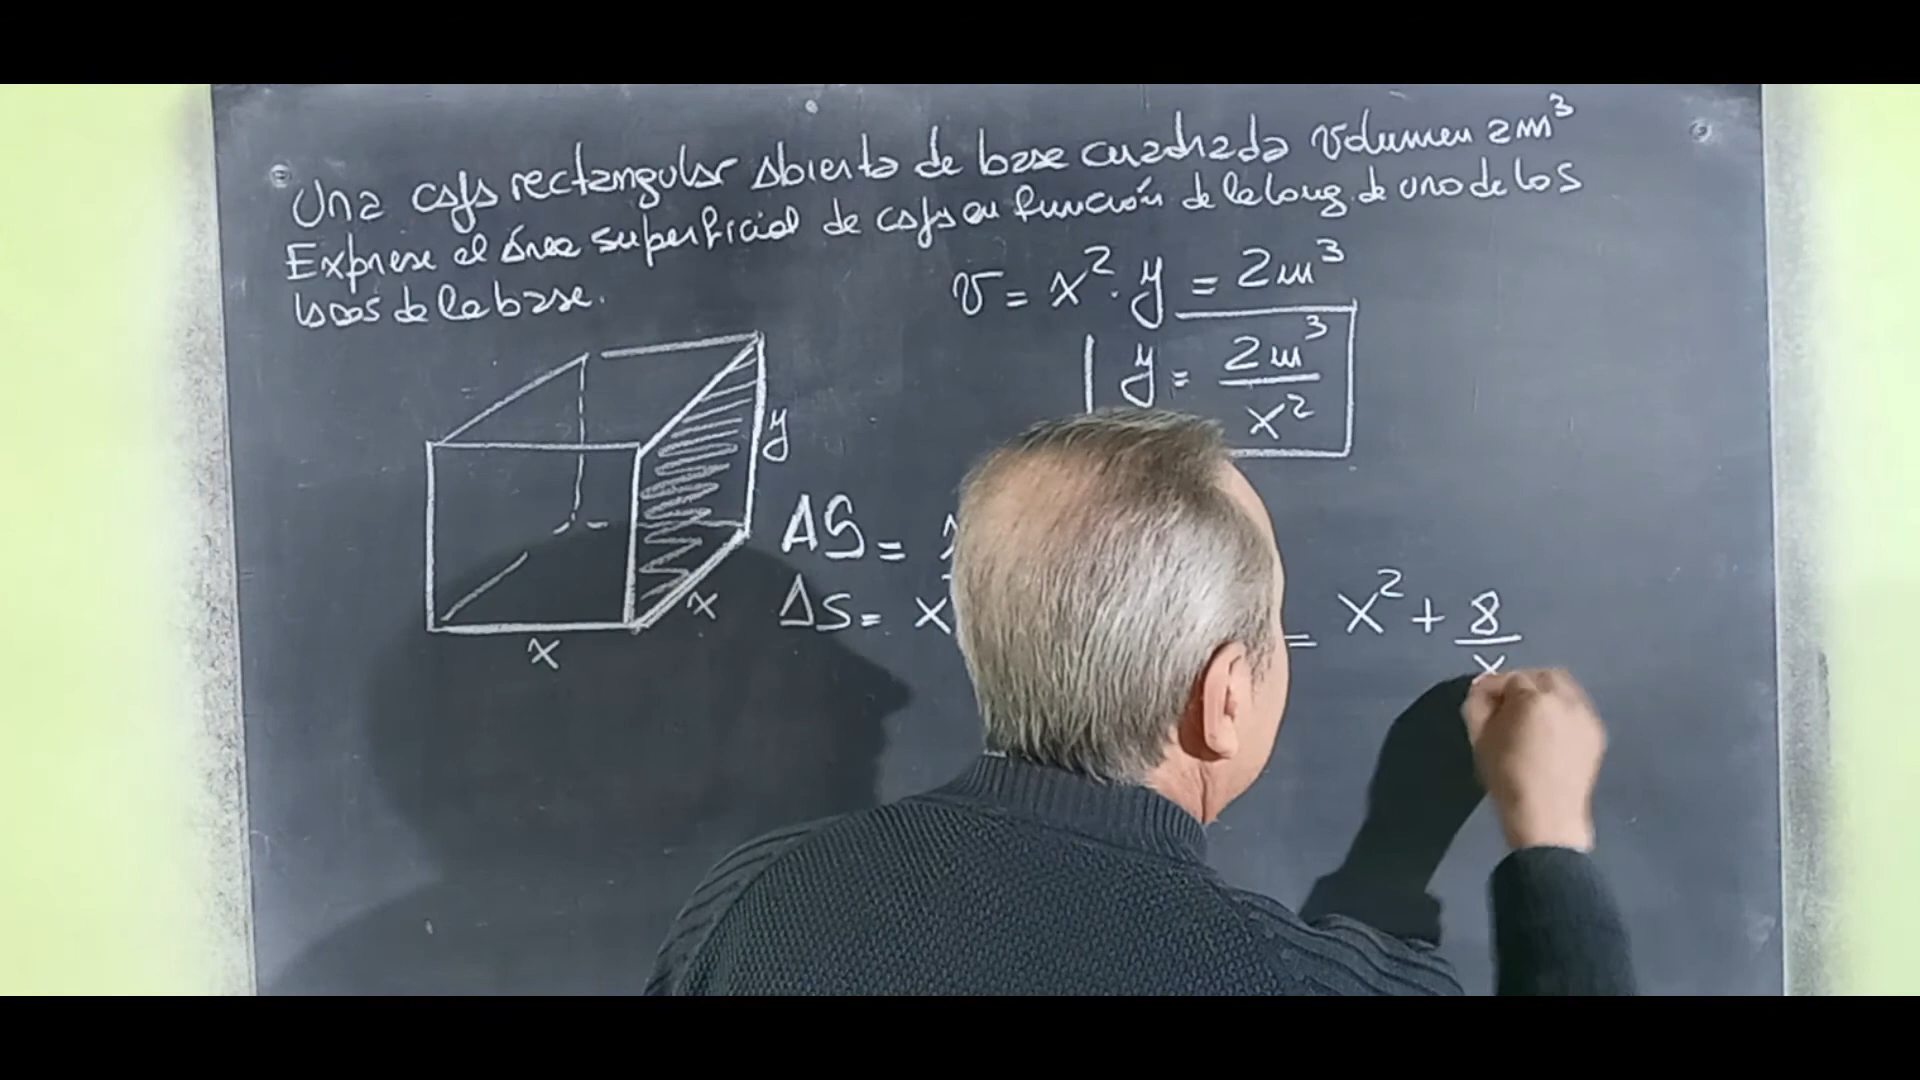 Una caja rectangular abierta de base cuadrada volumen 2m³
Exprese el área superficial de caja en función de la long. de uno de los
lados de la base.
v = x² · y = 2m³
y = 2m³ / x²
y
AS =
AS = x
= x² + 8/x
x
x